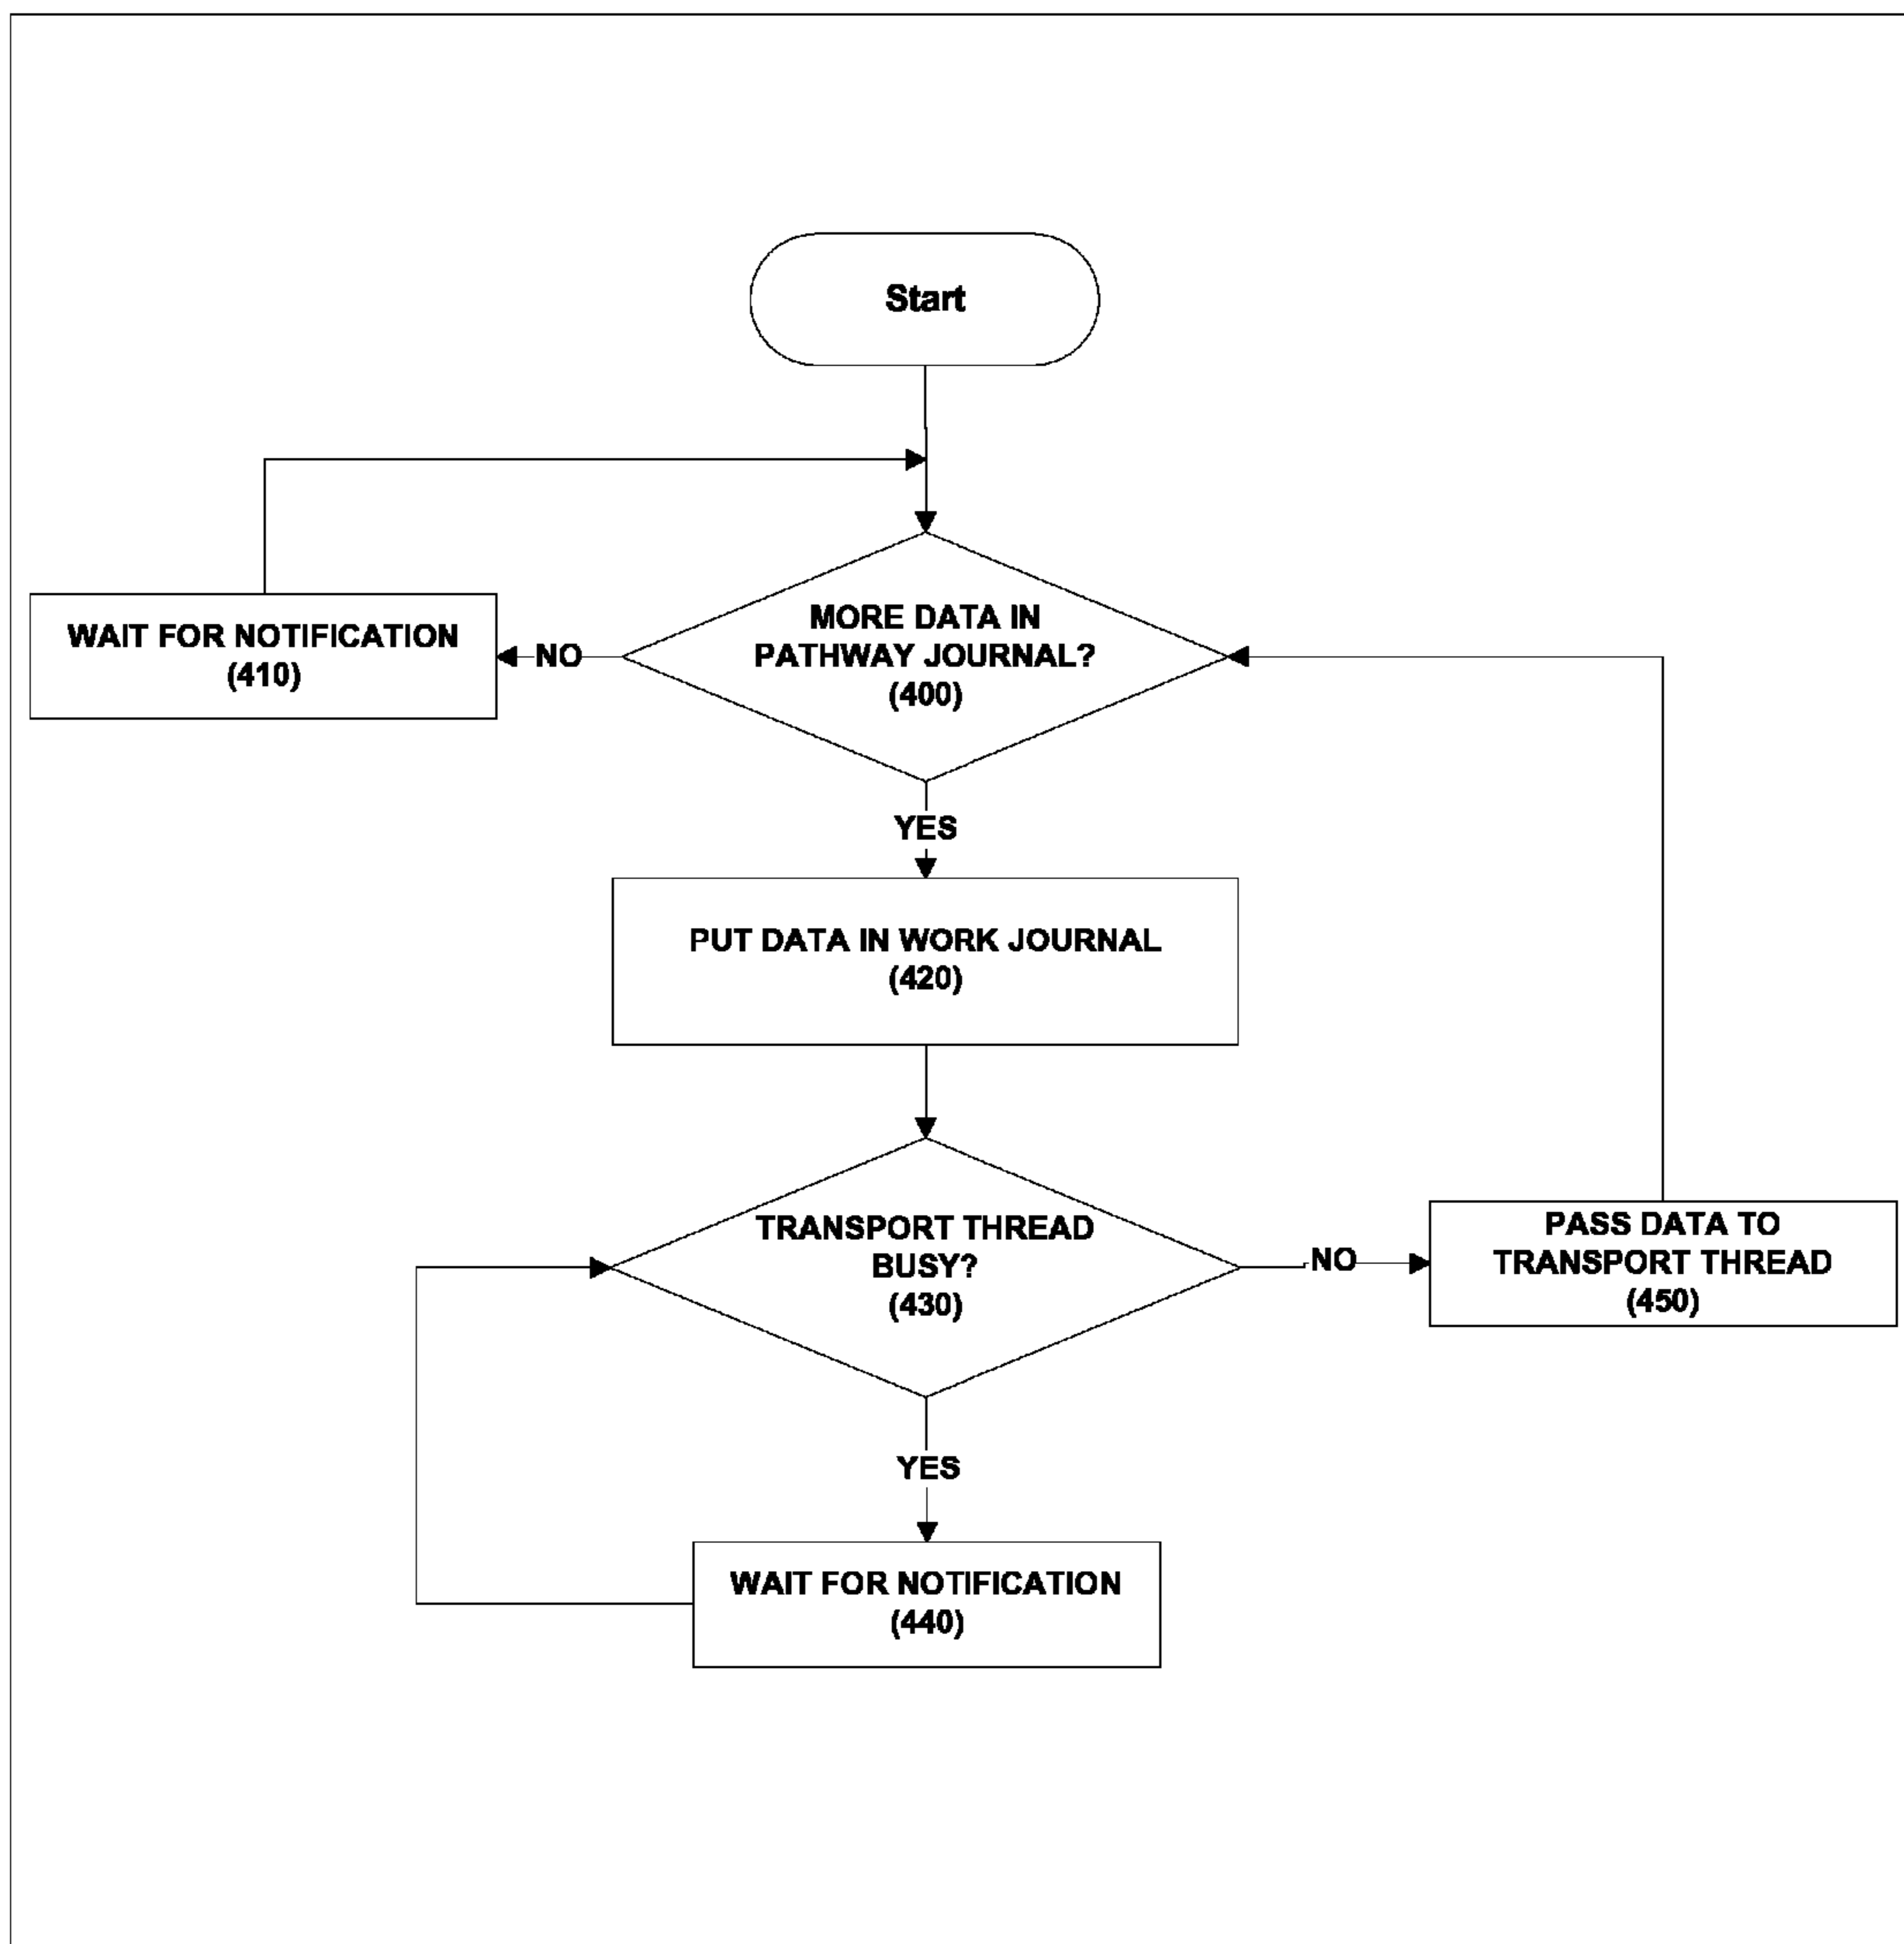 Start
MORE DATA IN
PATHWAY JOURNAL?
(400)
NO
WAIT FOR NOTIFICATION
(410)
YES
PUT DATA IN WORK JOURNAL
(420)
TRANSPORT THREAD
BUSY?
(430)
NO
PASS DATA TO
TRANSPORT THREAD
(450)
YES
WAIT FOR NOTIFICATION
(440)